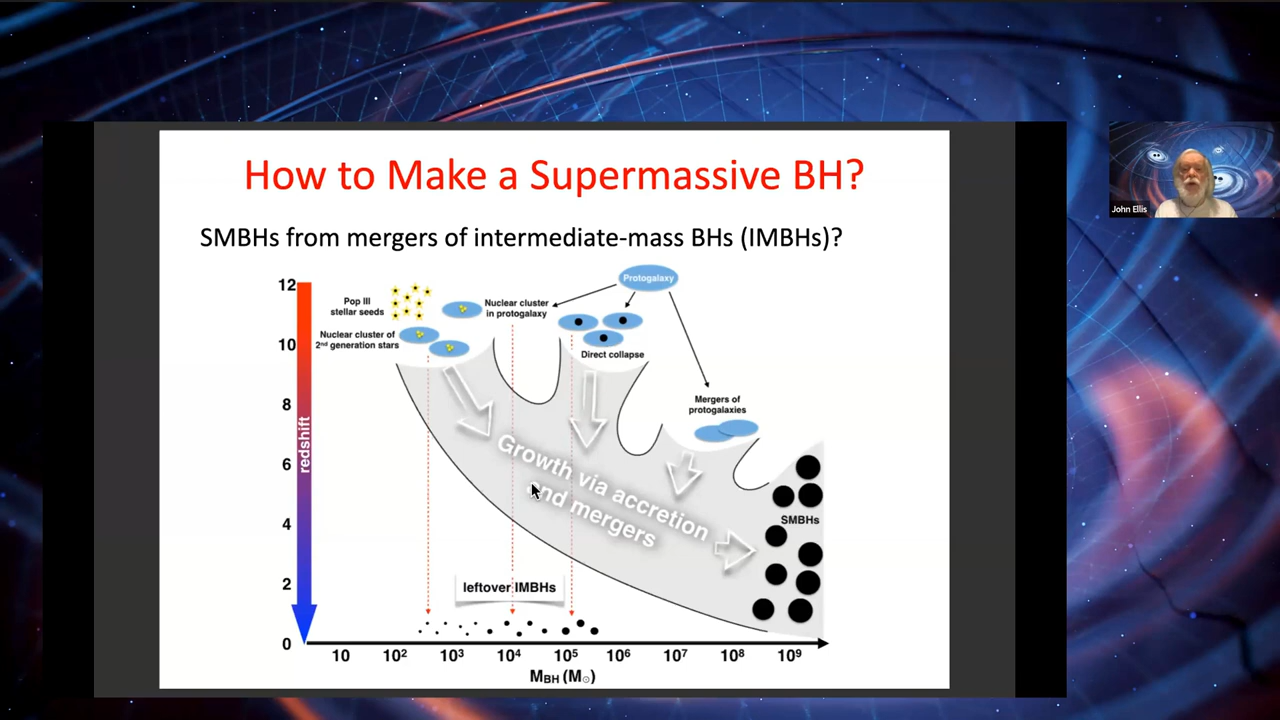 How to Make a Supermassive BH?
SMBHs from mergers of intermediate-mass BHs (IMBHs)?
John Ellis
Protogalaxy
12
Pop III
stellar seeds
Nuclear cluster
in protogalaxy
Nuclear cluster of
2nd generation stars
10
Direct collapse
8
Mergers of
protogalaxies
redshift
6
Growth via accretion
and mergers
SMBHs
4
2
leftover IMBHs
0
10 10² 10³ 10⁴ 10⁵ 10⁶ 10⁷ 10⁸ 10⁹
MBH (M☉)